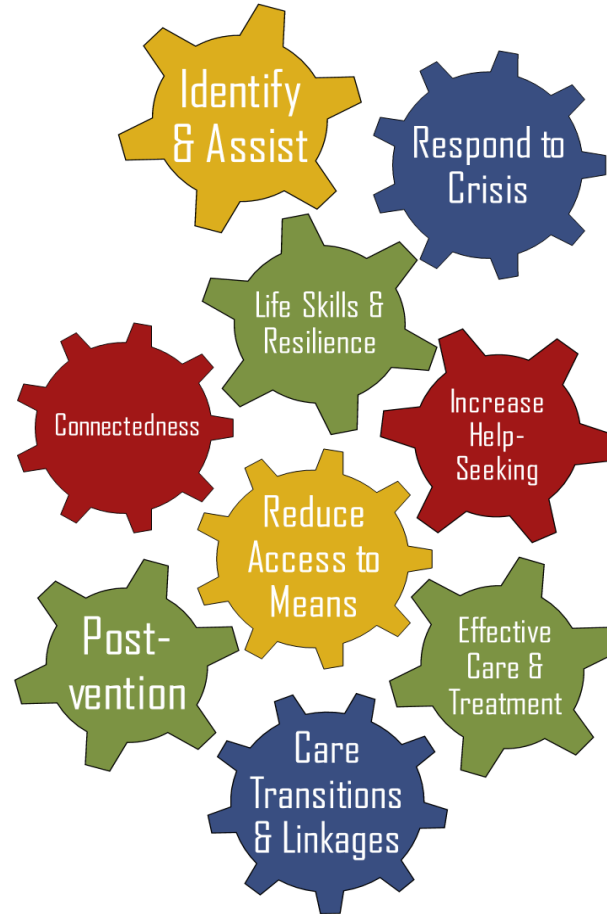 Identify
& Assist
Respond to
Crisis
Life Skills &
Resilience
Connectedness
Increase
Help-
Seeking
Reduce
Access to
Means
Post-
vention
Effective
Care &
Treatment
Care
Transitions
& Linkages